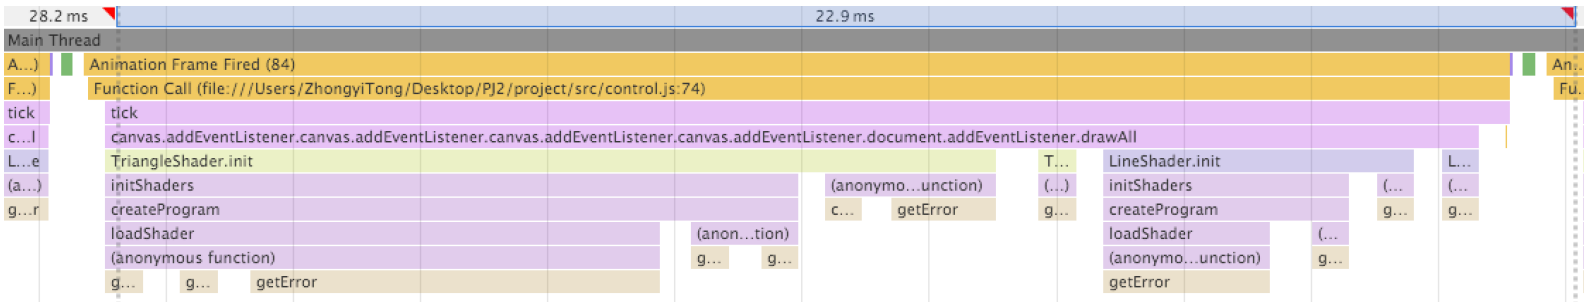 28.2 ms 22.9 ms
Main Thread
A...) Animation Frame Fired (84) An...
F...) Function Call (file:///Users/ZhongyiTong/Desktop/PJ2/project/src/control.js:74) Fu...
tick tick
c...l canvas.addEventListener.canvas.addEventListener.canvas.addEventListener.canvas.addEventListener.document.addEventListener.drawAll
L...e TriangleShader.init T... LineShader.init L...
(a...) initShaders (anonymo...unction) (...) initShaders (... (...
g...r createProgram c... getError g... createProgram g... g...
loadShader (anon...tion) loadShader (...
(anonymous function) g... g... (anonymo...unction) g...
g... g... getError getError